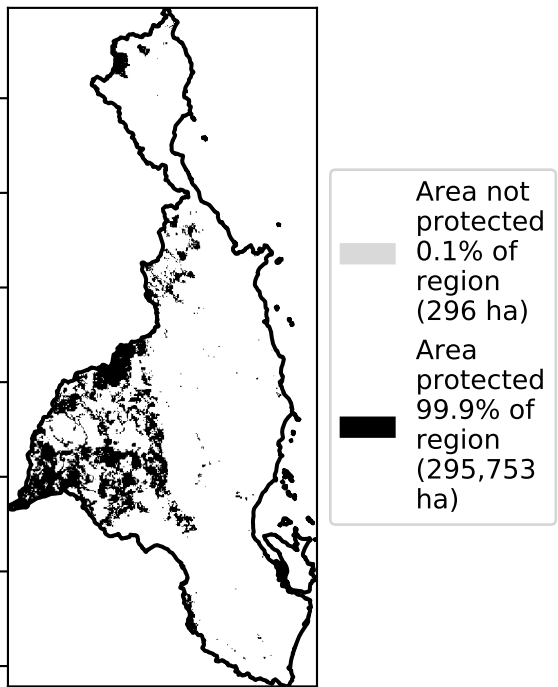 Area not
protected
0.1% of
region
(296 ha)
Area
protected
99.9% of
region
(295,753
ha)